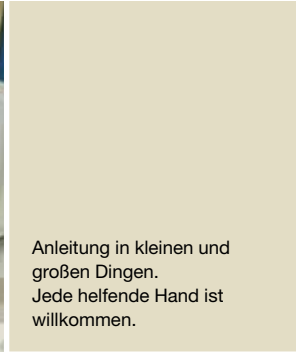 Anleitung in kleinen und
großen Dingen.
Jede helfende Hand ist
willkommen.